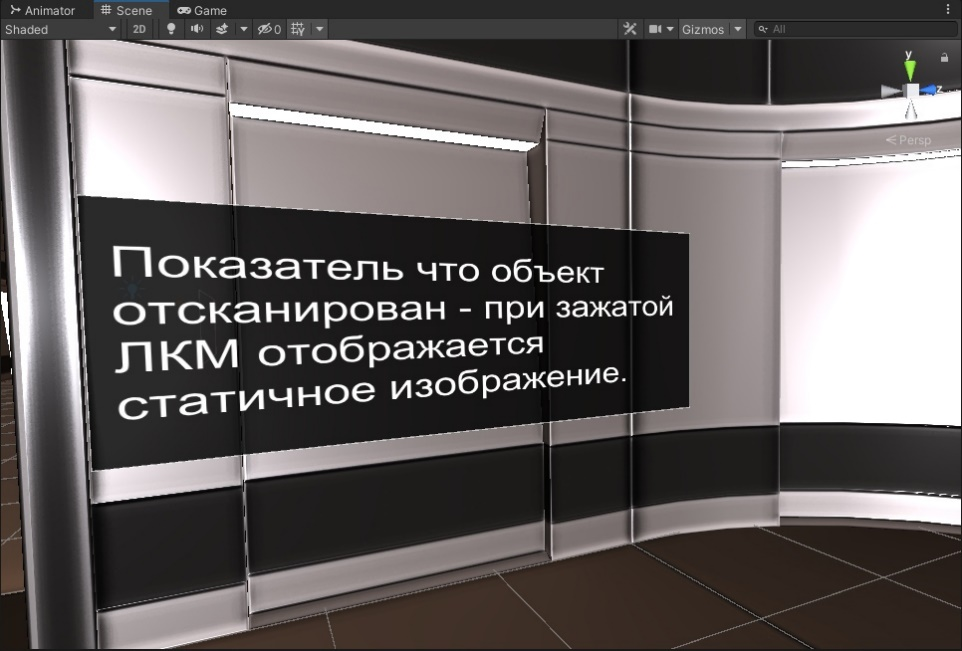 Animator Scene Game
Shaded 2D 0 Gizmos All
y
z
Persp
Показатель что объект
отсканирован - при зажатой
ЛКМ отображается
статичное изображение.